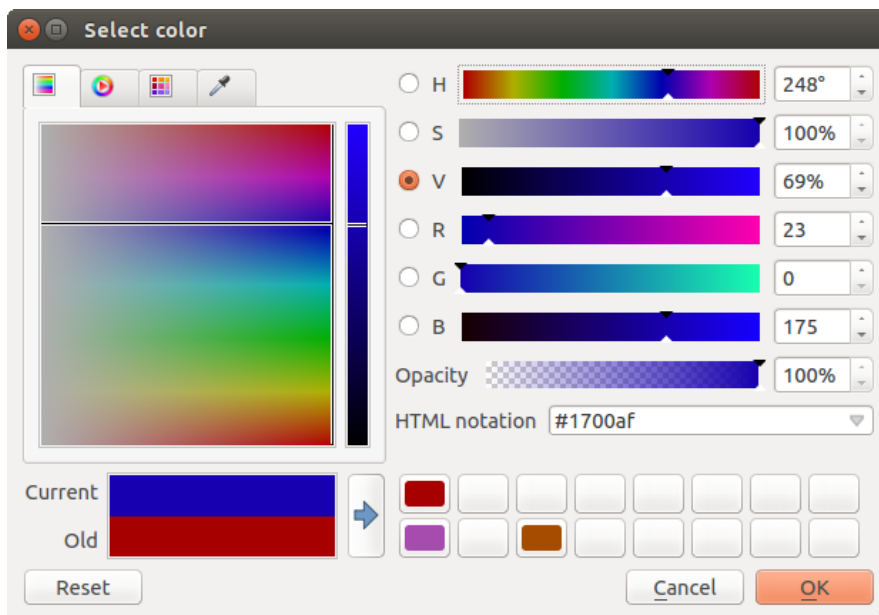 Select color
H 248°
S 100%
V 69%
R 23
G 0
B 175
Opacity 100%
HTML notation #1700af
Current
Old
Reset Cancel OK